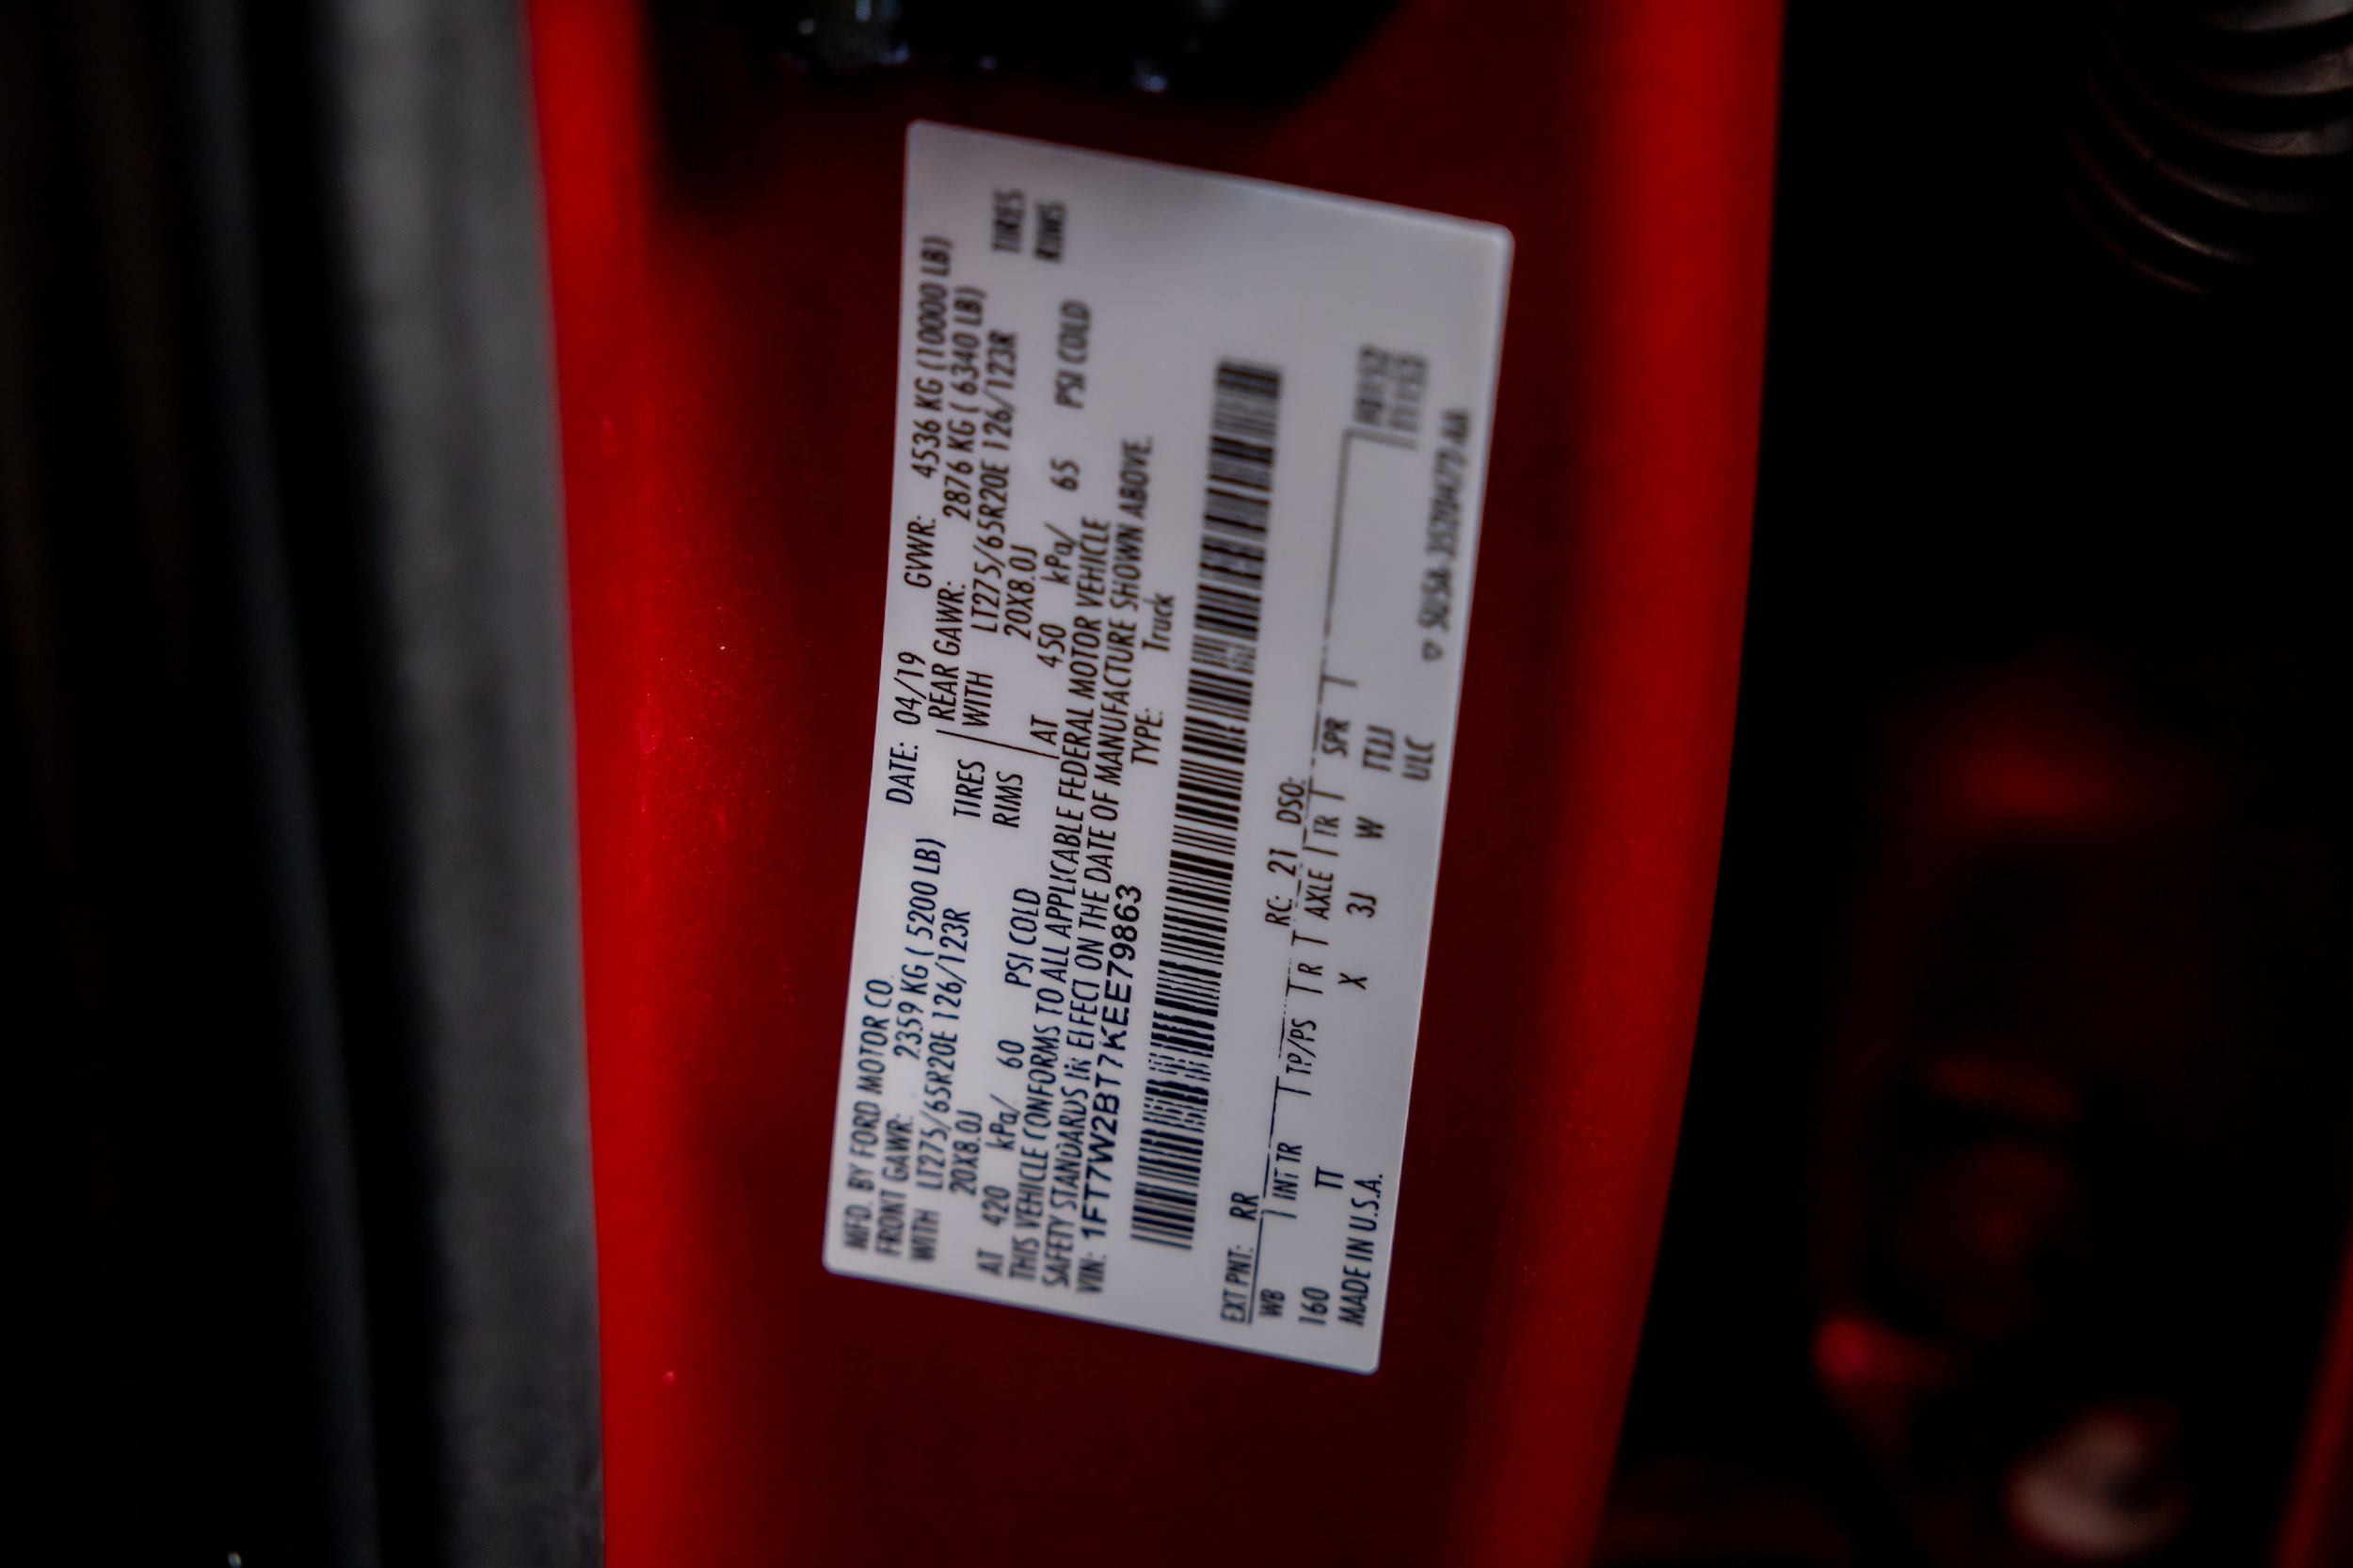 MFD. BY FORD MOTOR CO. DATE: 04/19 GVWR: 4536 KG (10000 LB)
FRONT GAWR: 2359 KG ( 5200 LB) REAR GAWR: 2876 KG ( 6340 LB)
WITH LT275/65R20E 126/123R TIRES WITH LT275/65R20E 126/123R TIRES
20X8.0J RIMS 20X8.0J RIMS
AT 420 kPa/ 60 PSI COLD AT 450 kPa/ 65 PSI COLD
THIS VEHICLE CONFORMS TO ALL APPLICABLE FEDERAL MOTOR VEHICLE
SAFETY STANDARDS IN EFFECT ON THE DATE OF MANUFACTURE SHOWN ABOVE.
VIN: 1FT7W2BT7KEE79863 TYPE: Truck
EXT PNT: RR RC: 21 DSO:
WB INT TR TP/PS R AXLE TR SPR
160 TT X 3J W TTJJ
MADE IN U.S.A. ULC